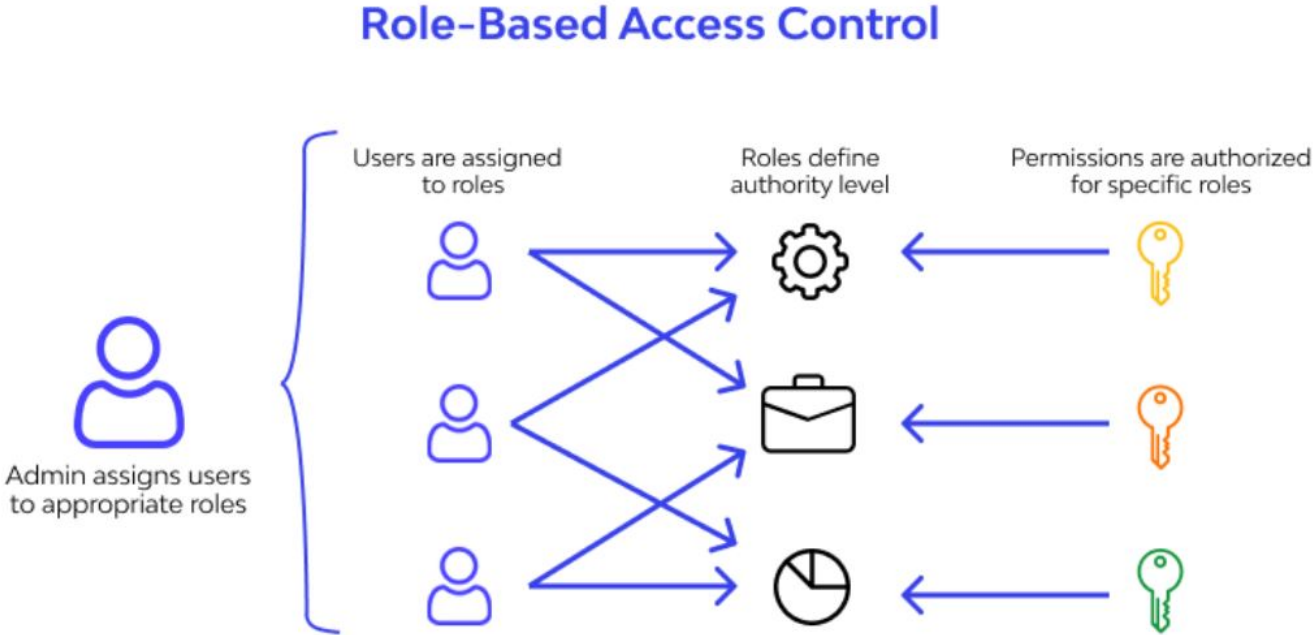 Role-Based Access Control
Users are assigned
to roles
Roles define
authority level
Permissions are authorized
for specific roles
Admin assigns users
to appropriate roles